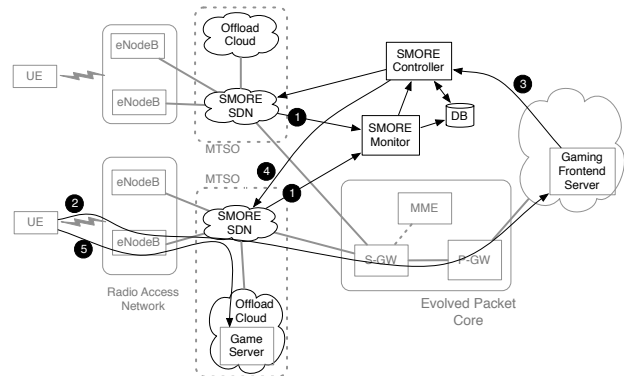 eNodeB
Offload
Cloud
UE
eNodeB
SMORE
SDN
MTSO
SMORE
Controller
3
1
SMORE
Monitor
DB
Gaming
Frontend
Server
MTSO
4
1
eNodeB
UE
2
5
eNodeB
SMORE
SDN
MME
S-GW
P-GW
Radio Access
Network
Offload
Cloud
Game
Server
Evolved Packet
Core